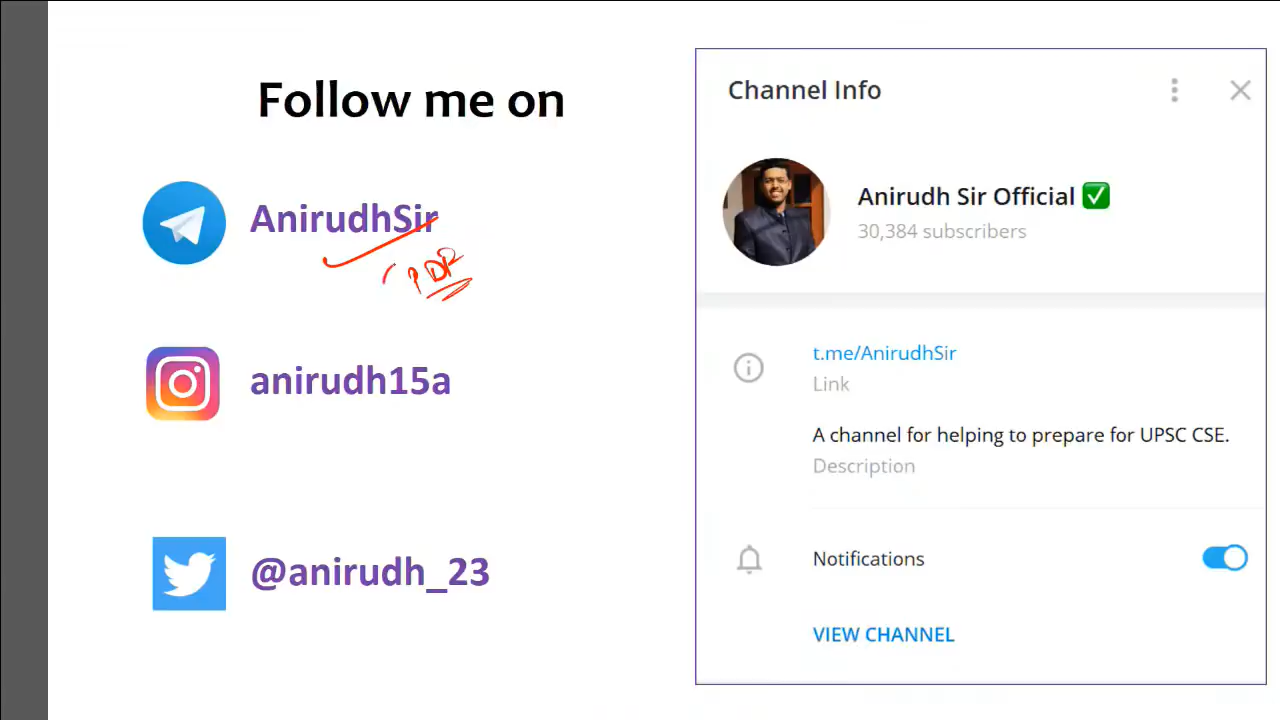 Follow me on
AnirudhSir
PDF
anirudh15a
@anirudh_23
Channel Info
Anirudh Sir Official ✅
30,384 subscribers
t.me/AnirudhSir
Link
A channel for helping to prepare for UPSC CSE.
Description
Notifications
VIEW CHANNEL